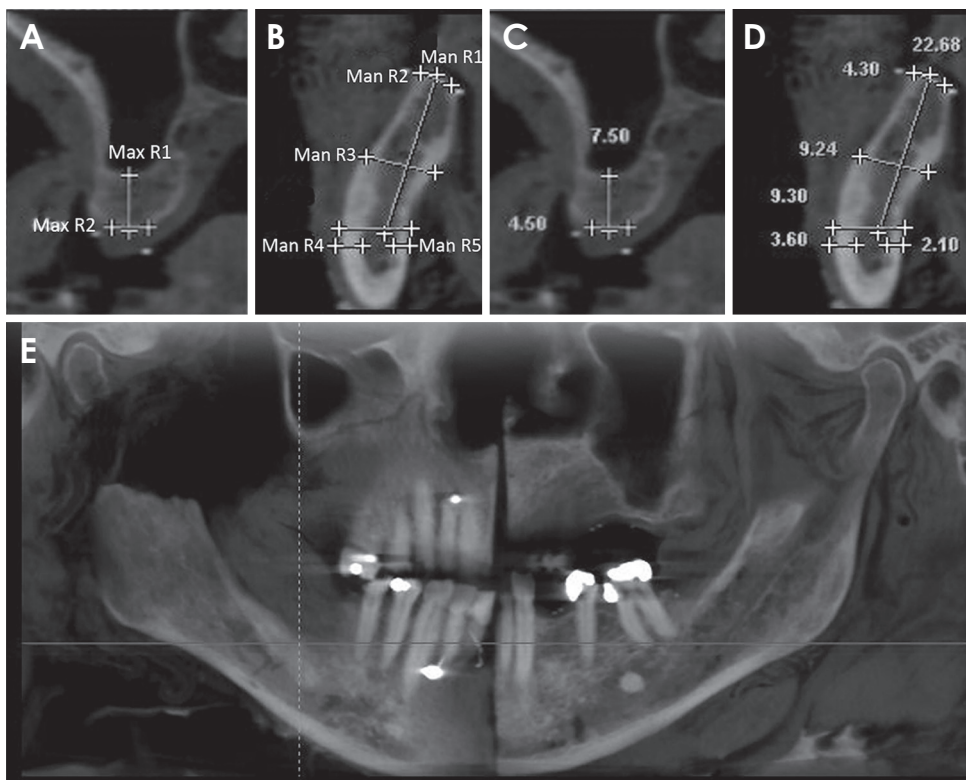 A
Max R1
Max R2
B
Man R1
Man R2
Man R3
Man R4
Man R5
C
7.50
4.50
D
22.68
4.30
9.24
9.30
3.60
2.10
E